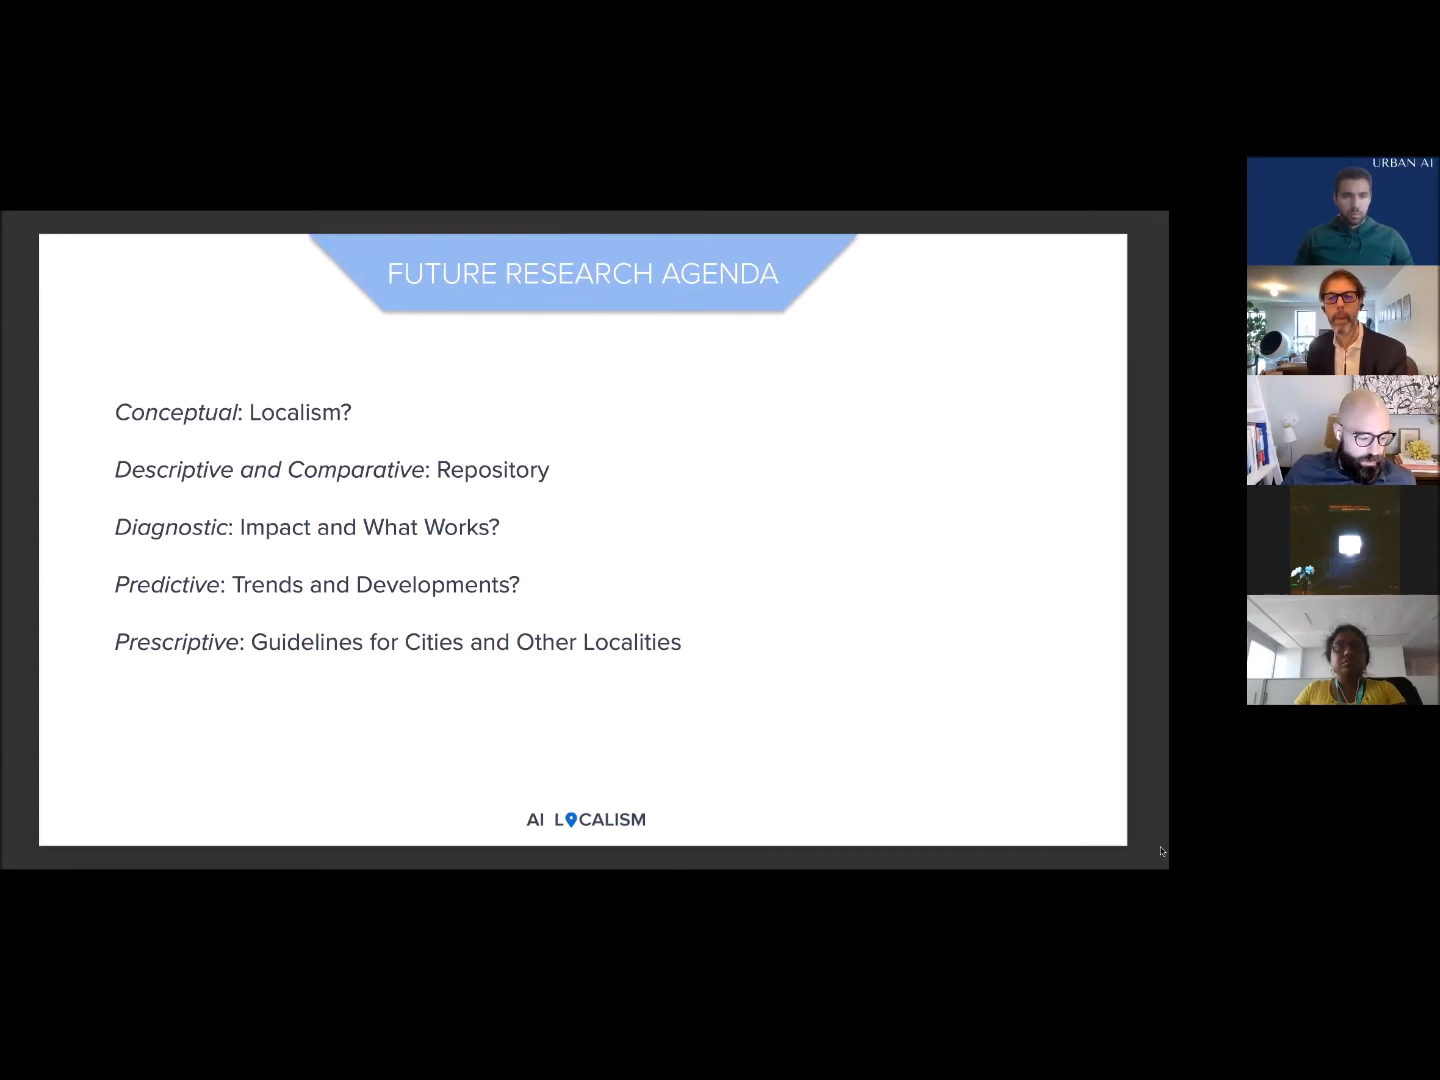 URBAN AI
FUTURE RESEARCH AGENDA
Conceptual: Localism?
Descriptive and Comparative: Repository
Diagnostic: Impact and What Works?
Predictive: Trends and Developments?
Prescriptive: Guidelines for Cities and Other Localities
AI LOCALISM